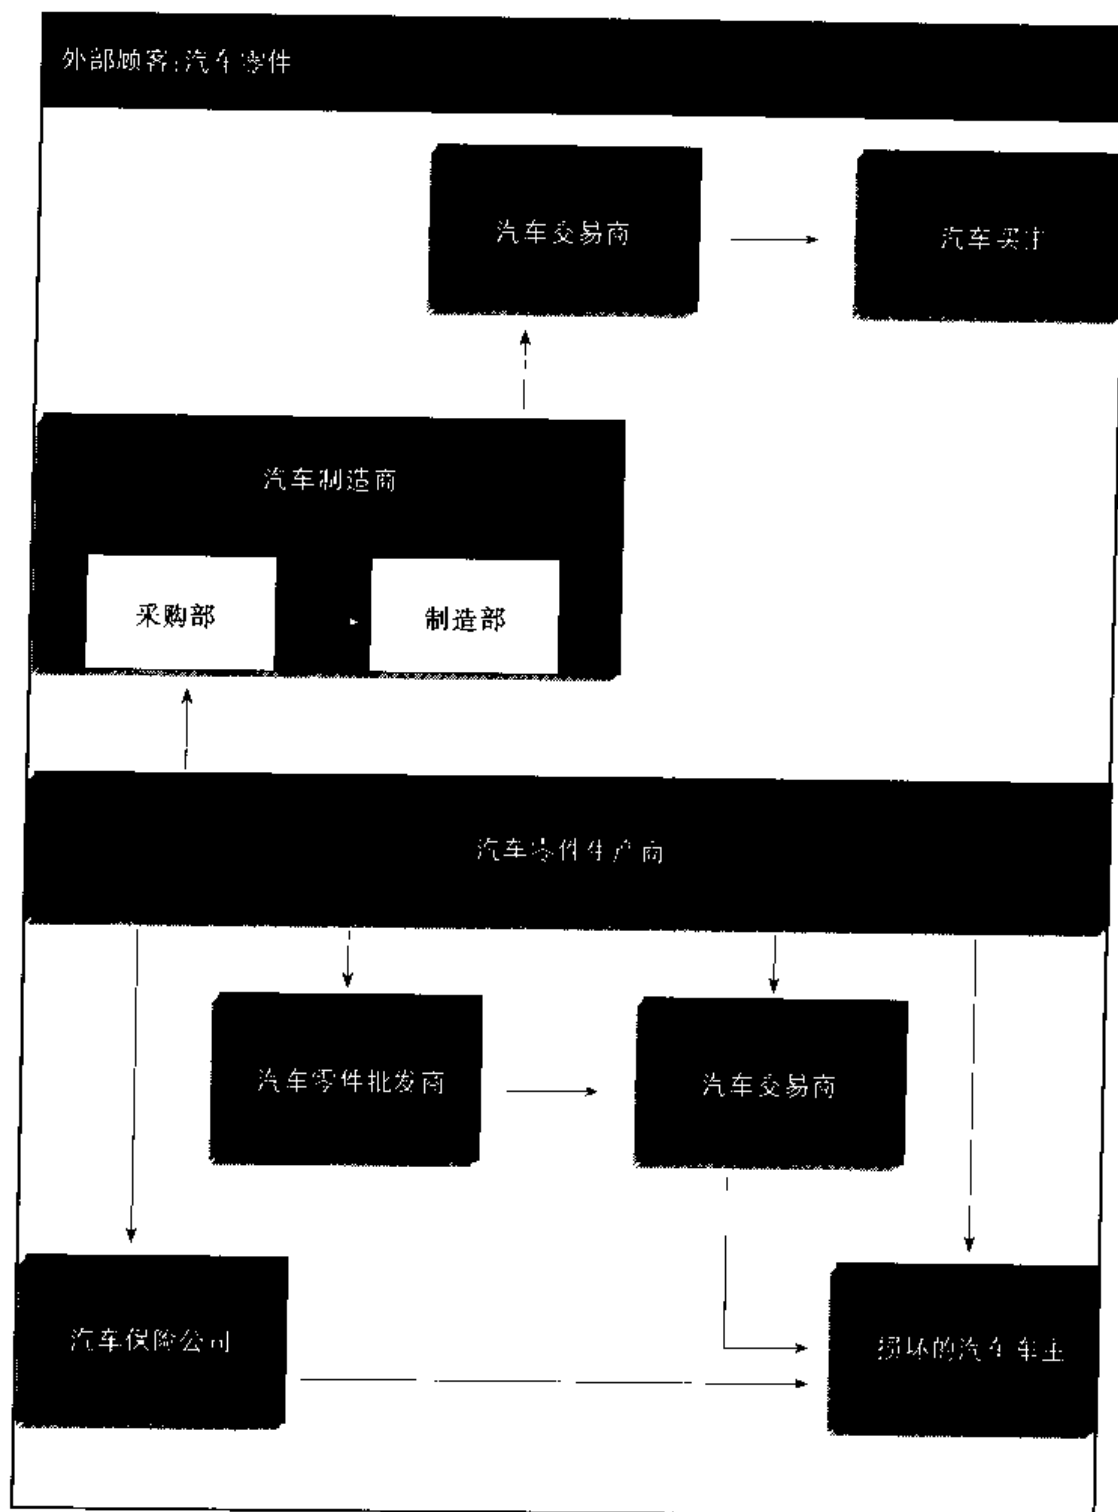 外部顾客:汽车零件
汽车交易商
汽车买主
汽车制造商
采购部
制造部
汽车零件生产商
汽车零件批发商
汽车交易商
汽车保险公司
损坏的汽车车主